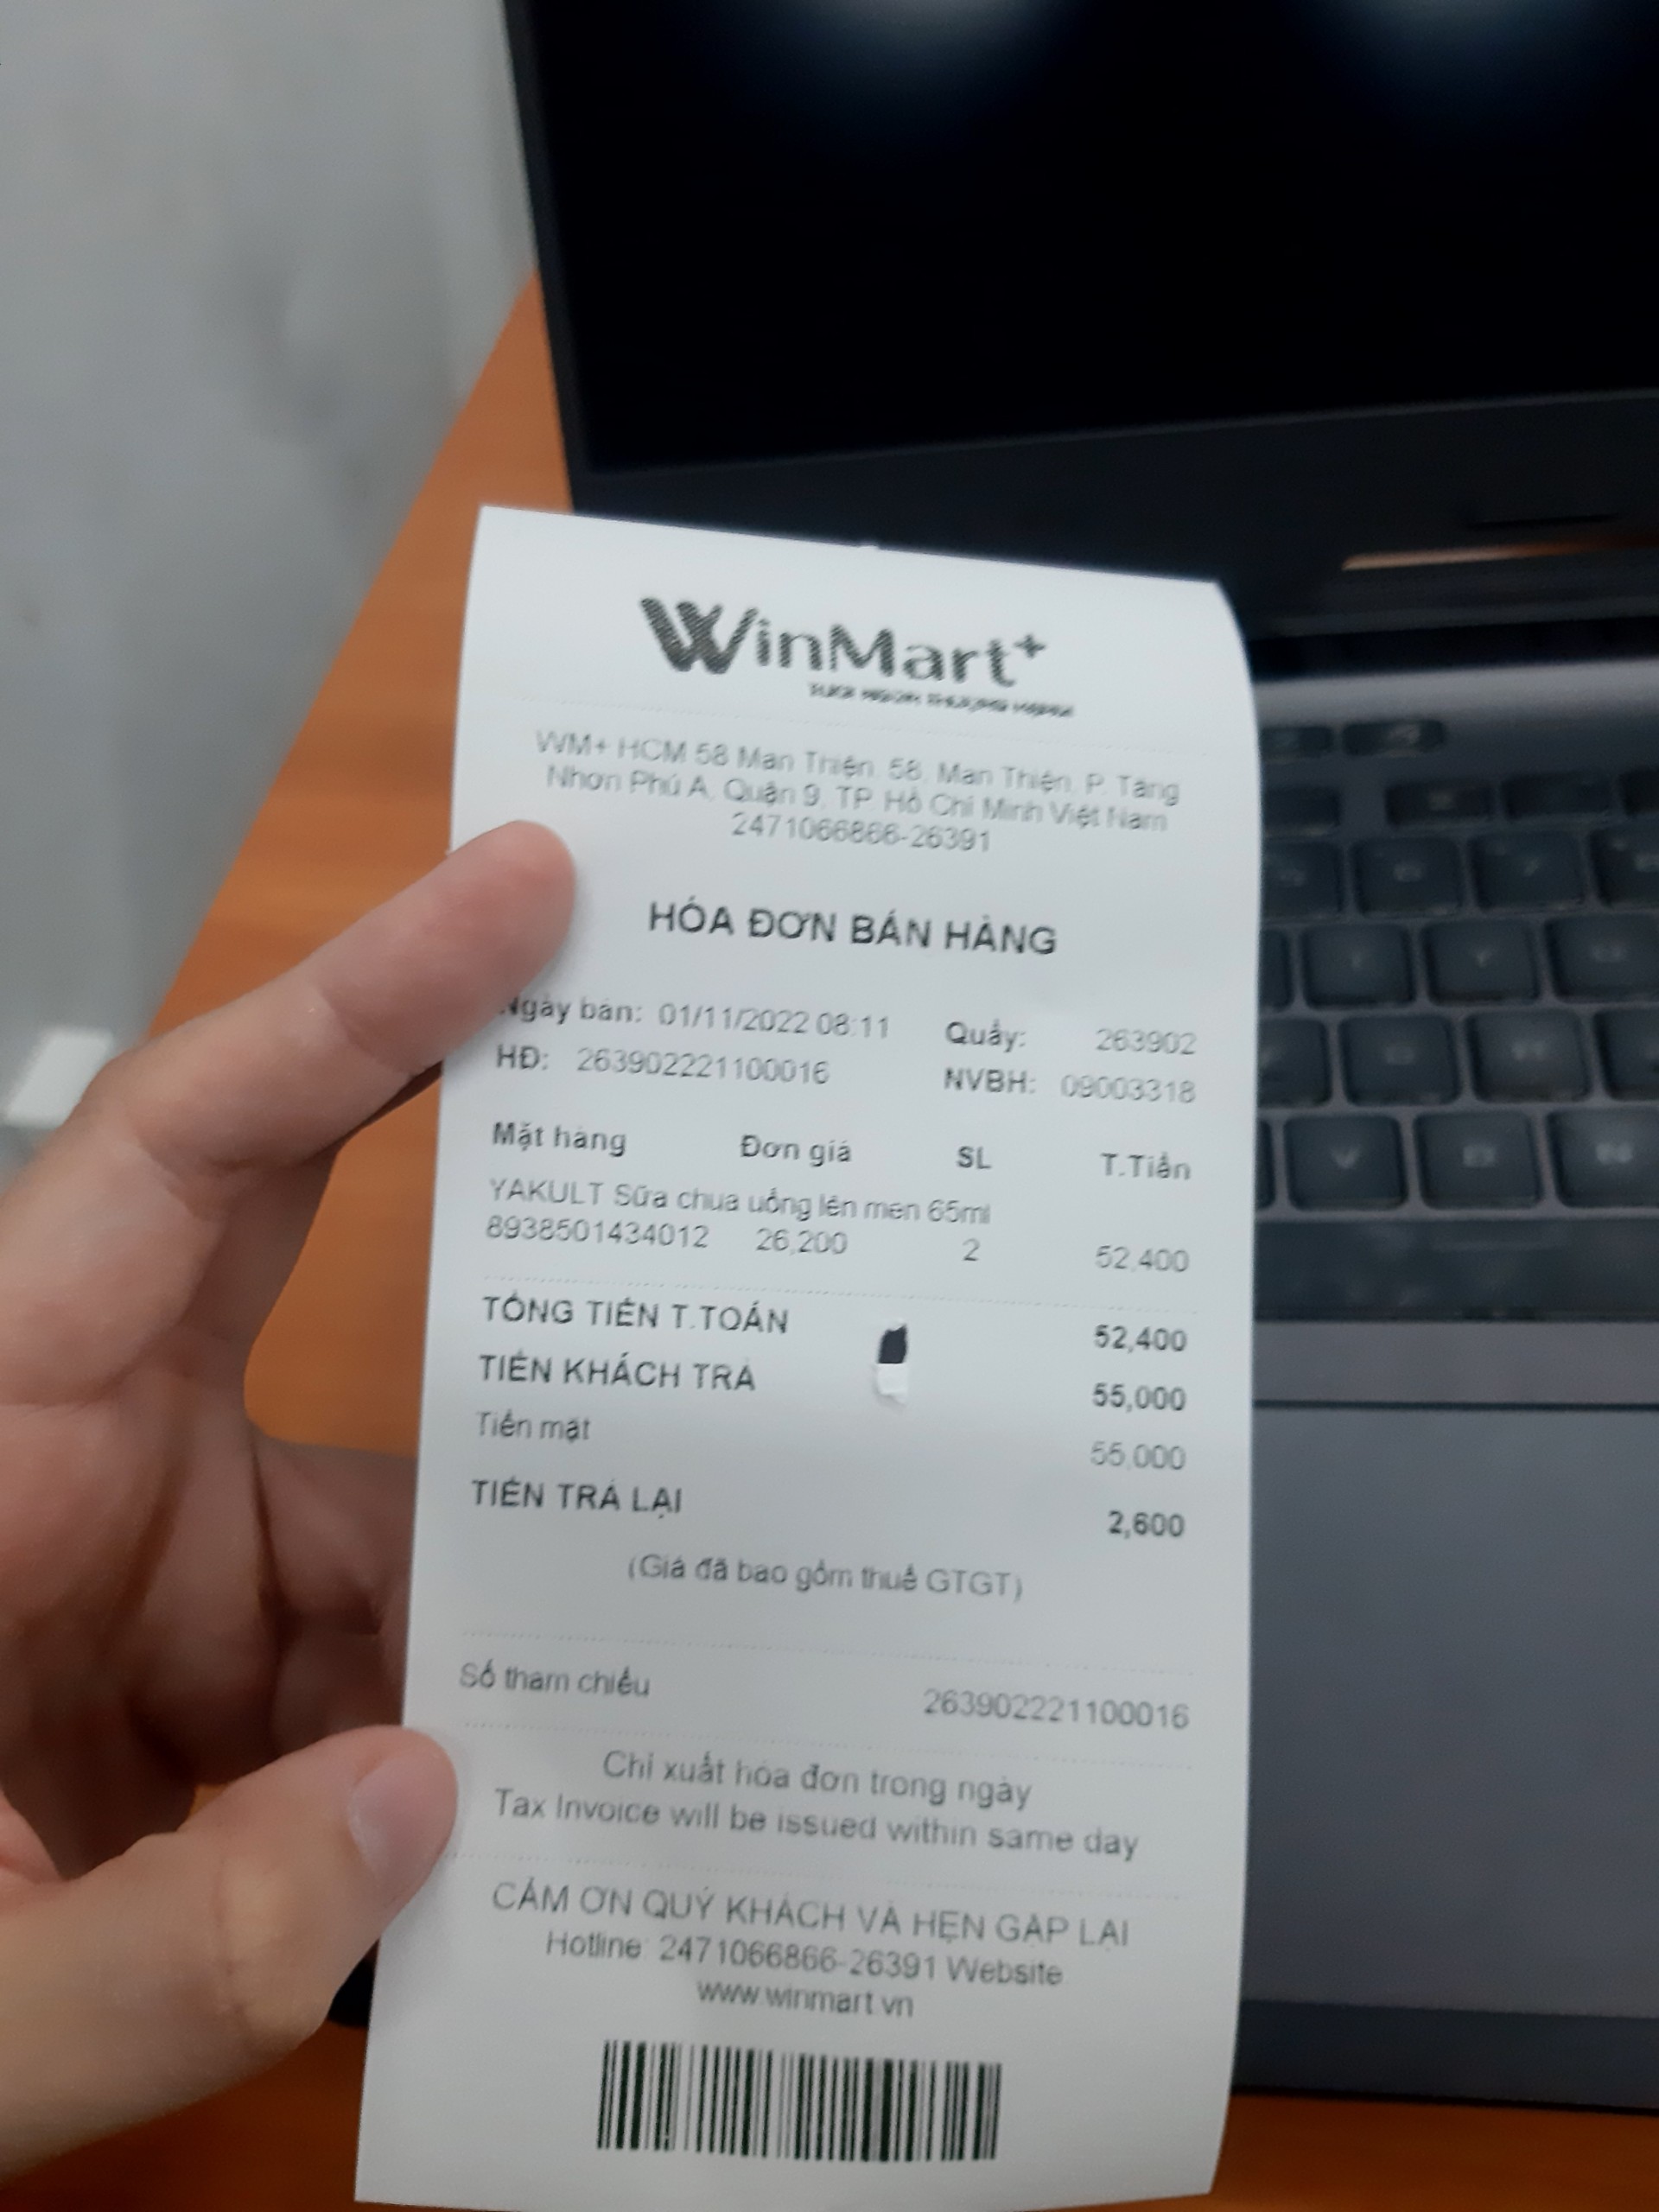 WinMart+
WM+ HCM 58 Man Thiện, 58, Man Thiện, P. Tăng
Nhơn Phú A, Quận 9, TP. Hồ Chí Minh Việt Nam
2471066866-26391
HÓA ĐƠN BÁN HÀNG
Ngày bán: 01/11/2022 08:11 Quầy: 263902
HĐ: 263902221100016 NVBH: 09003318
Mặt hàng Đơn giá SL T.Tiền
YAKULT Sữa chua uống lên men 65ml
8938501434012 26,200 2 52,400
TỔNG TIỀN T.TOÁN 52,400
TIỀN KHÁCH TRẢ 55,000
Tiền mặt 55,000
TIỀN TRẢ LẠI 2,600
(Giá đã bao gồm thuế GTGT)
Số tham chiếu 263902221100016
Chỉ xuất hóa đơn trong ngày
Tax Invoice will be issued within same day
CẢM ƠN QUÝ KHÁCH VÀ HẸN GẶP LẠI
Hotline: 2471066866-26391 Website:
www.winmart.vn